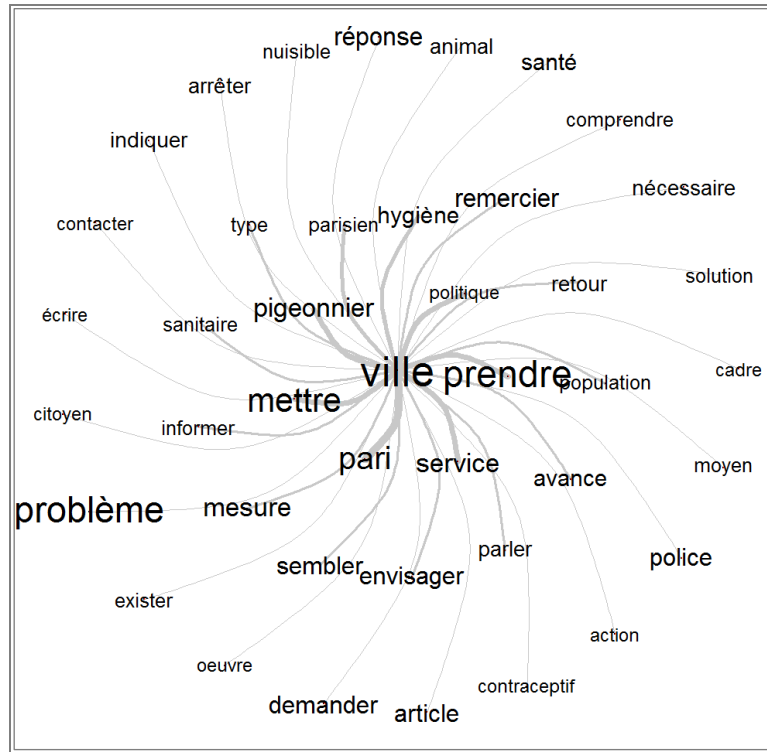 réponse
nuisible
animal
santé
arrêter
comprendre
indiquer
nécessaire
remercier
hygiène
contacter
type
parisien
solution
retour
politique
pigeonnier
écrire
sanitaire
ville
prendre
cadre
population
mettre
citoyen
informer
pari
service
moyen
avance
problème
mesure
parler
police
sembler
envisager
exister
action
oeuvre
contraceptif
demander
article